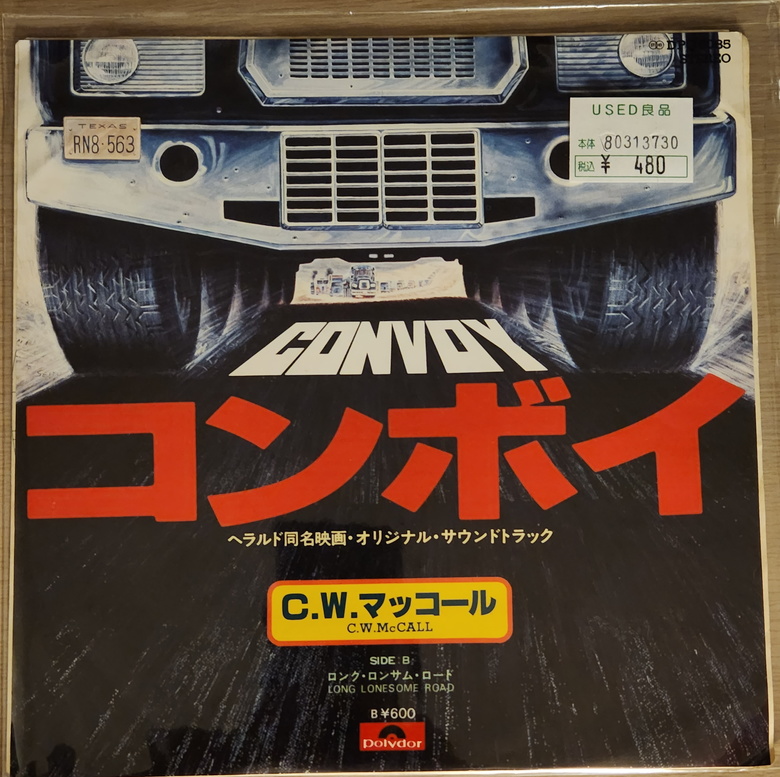 STEREO
TEXAS
RN8-563
USED良品
本体 80313730
税込 ¥ 480
CONVOY
コンボイ
ヘラルド同名映画・オリジナル・サウンドトラック
C.W.マッコール
C.W.McCALL
SIDE: B
ロング・ロンサム・ロード
LONG LONESOME ROAD
B ¥600
polydor